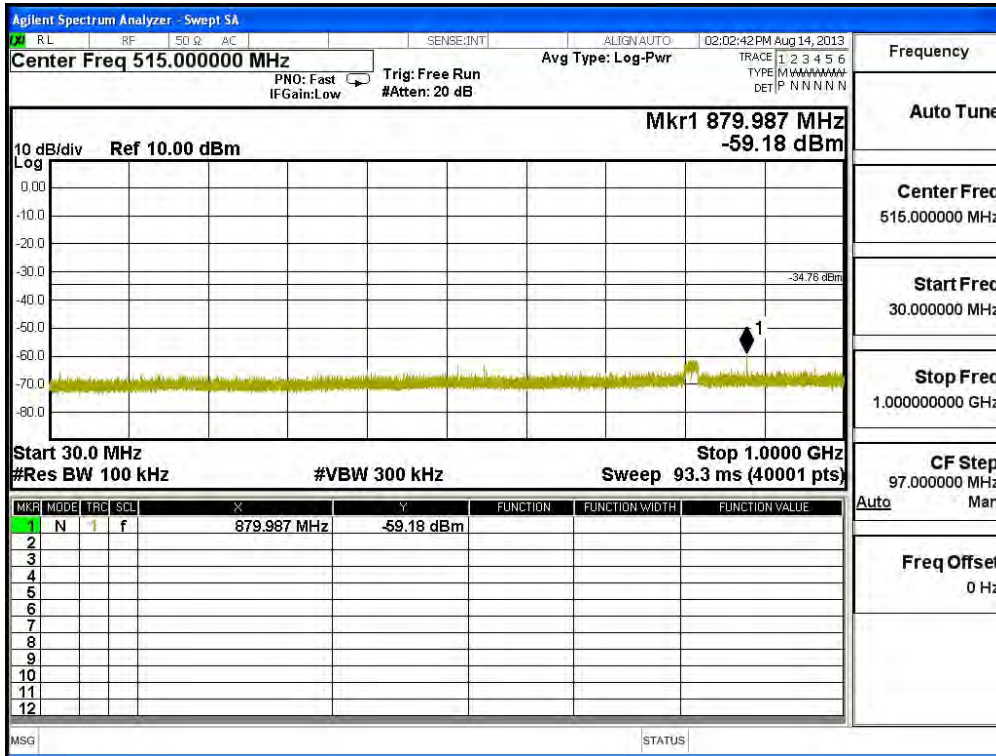 Agilent Spectrum Analyzer - Swept SA
RL RF 50 Ω AC SENSE:INT ALIGN AUTO 02:02:42 PM Aug 14, 2013
Center Freq 515.000000 MHz
PNO: Fast
IFGain:Low
Trig: Free Run
#Atten: 20 dB
Avg Type: Log-Pwr
TRACE 1 2 3 4 5 6
TYPE M
DET P N N N N N
Mkr1 879.987 MHz
-59.18 dBm
10 dB/div Ref 10.00 dBm
Log
0.00
-10.0
-20.0
-30.0
-34.76 dBm
-40.0
-50.0
1
-60.0
-70.0
-80.0
Start 30.0 MHz Stop 1.0000 GHz
#Res BW 100 kHz #VBW 300 kHz Sweep 93.3 ms (40001 pts)
MKR MODE TRC SCL X Y FUNCTION FUNCTION WIDTH FUNCTION VALUE
1 N 1 f 879.987 MHz -59.18 dBm
2
3
4
5
6
7
8
9
10
11
12
MSG STATUS
Frequency
Auto Tune
Center Freq
515.000000 MHz
Start Freq
30.000000 MHz
Stop Freq
1.000000000 GHz
CF Step
97.000000 MHz
Auto Man
Freq Offset
0 Hz